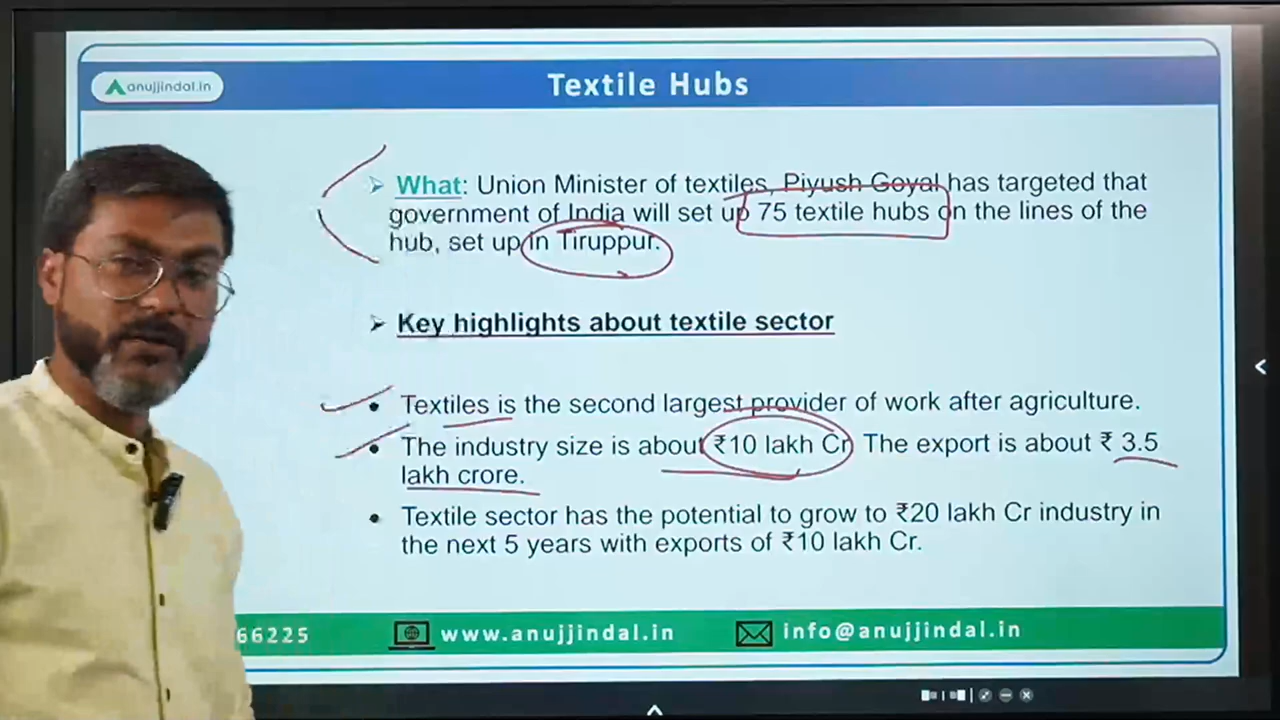 anujjindal.in
Textile Hubs
What: Union Minister of textiles, Piyush Goyal has targeted that
government of India will set up 75 textile hubs on the lines of the
hub, set up in Tiruppur.
Key highlights about textile sector
Textiles is the second largest provider of work after agriculture.
The industry size is about ₹10 lakh Cr. The export is about ₹ 3.5
lakh crore.
Textile sector has the potential to grow to ₹20 lakh Cr industry in
the next 5 years with exports of ₹10 lakh Cr.
66225
www.anujjindal.in
info@anujjindal.in